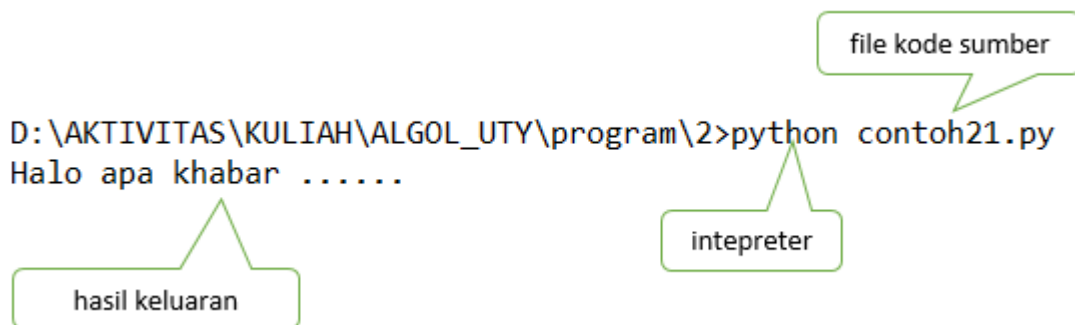 file kode sumber
D:\AKTIVITAS\KULIAH\ALGOL_UTY\program\2>python contoh21.py
Halo apa khabar ......
intepreter
hasil keluaran